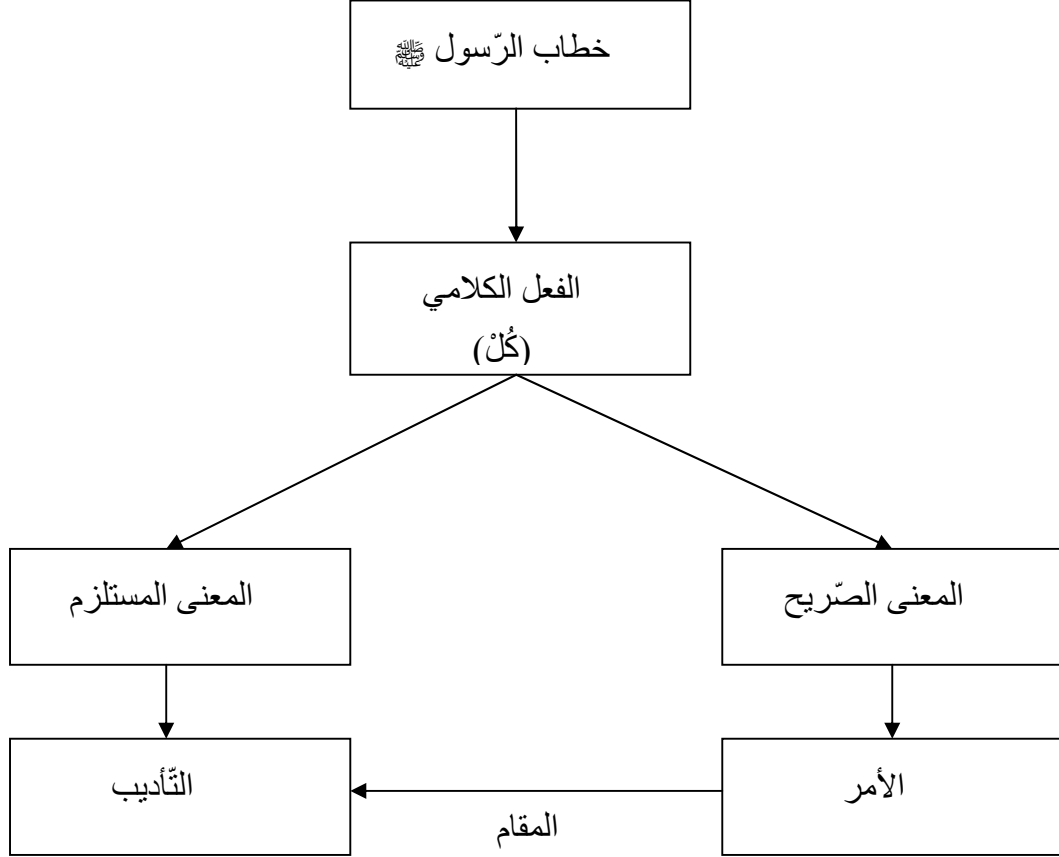 خطاب الرّسول ﷺ
الفعل الكلامي
(كُلْ)
المعنى الصّريح
المعنى المستلزم
الأمر
التّأديب
المقام